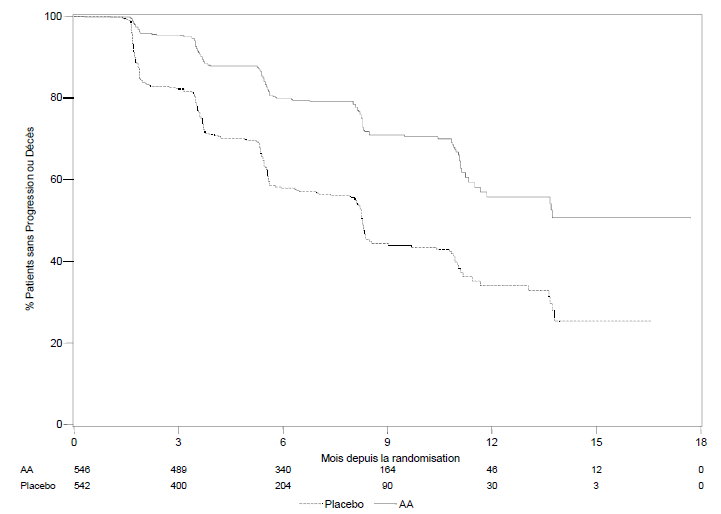 % Patients sans Progression ou Décès
100
80
60
40
20
0
0 3 6 9 12 15 18
Mois depuis la randomisation
AA 546 489 340 164 46 12 0
Placebo 542 400 204 90 30 3 0
Placebo AA